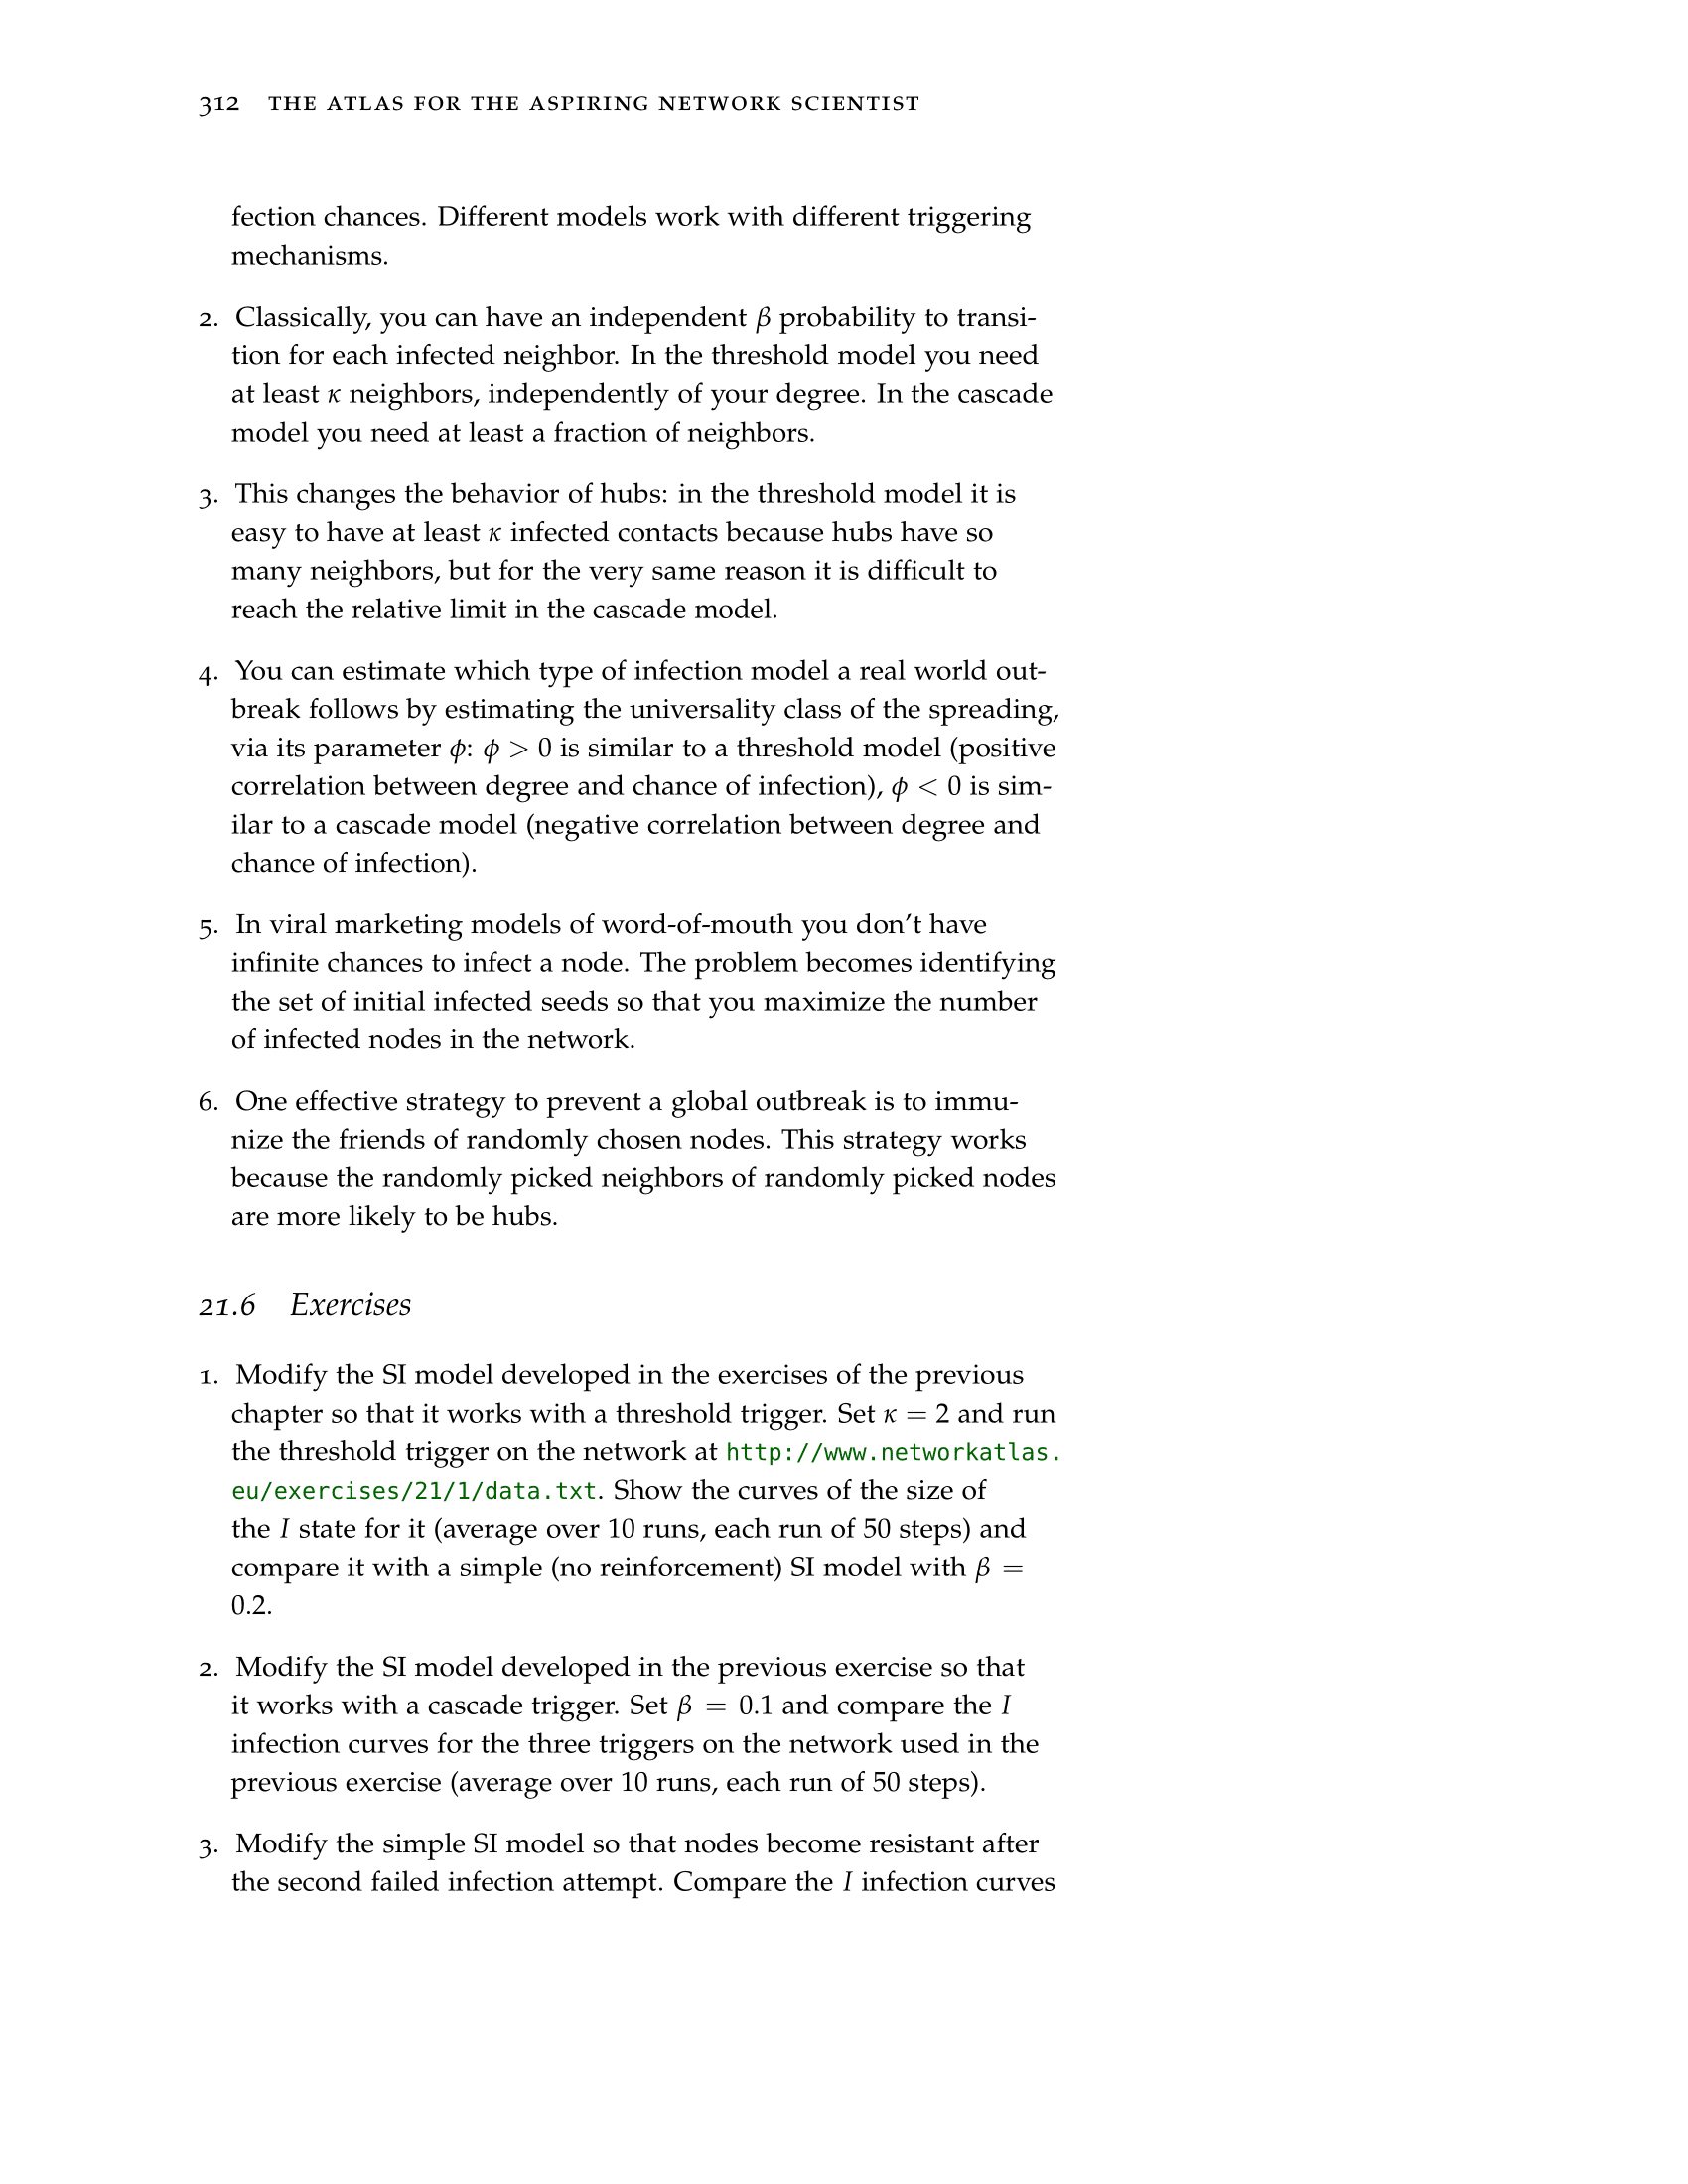 312 THE ATLAS FOR THE ASPIRING NETWORK SCIENTIST
fection chances. Different models work with different triggering
mechanisms.
2. Classically, you can have an independent β probability to transi-
tion for each infected neighbor. In the threshold model you need
at least κ neighbors, independently of your degree. In the cascade
model you need at least a fraction of neighbors.
3. This changes the behavior of hubs: in the threshold model it is
easy to have at least κ infected contacts because hubs have so
many neighbors, but for the very same reason it is difficult to
reach the relative limit in the cascade model.
4. You can estimate which type of infection model a real world out-
break follows by estimating the universality class of the spreading,
via its parameter ϕ: ϕ > 0 is similar to a threshold model (positive
correlation between degree and chance of infection), ϕ < 0 is sim-
ilar to a cascade model (negative correlation between degree and
chance of infection).
5. In viral marketing models of word-of-mouth you don't have
infinite chances to infect a node. The problem becomes identifying
the set of initial infected seeds so that you maximize the number
of infected nodes in the network.
6. One effective strategy to prevent a global outbreak is to immu-
nize the friends of randomly chosen nodes. This strategy works
because the randomly picked neighbors of randomly picked nodes
are more likely to be hubs.
21.6 Exercises
1. Modify the SI model developed in the exercises of the previous
chapter so that it works with a threshold trigger. Set κ = 2 and run
the threshold trigger on the network at http://www.networkatlas.
eu/exercises/21/1/data.txt. Show the curves of the size of
the I state for it (average over 10 runs, each run of 50 steps) and
compare it with a simple (no reinforcement) SI model with β =
0.2.
2. Modify the SI model developed in the previous exercise so that
it works with a cascade trigger. Set β = 0.1 and compare the I
infection curves for the three triggers on the network used in the
previous exercise (average over 10 runs, each run of 50 steps).
3. Modify the simple SI model so that nodes become resistant after
the second failed infection attempt. Compare the I infection curves